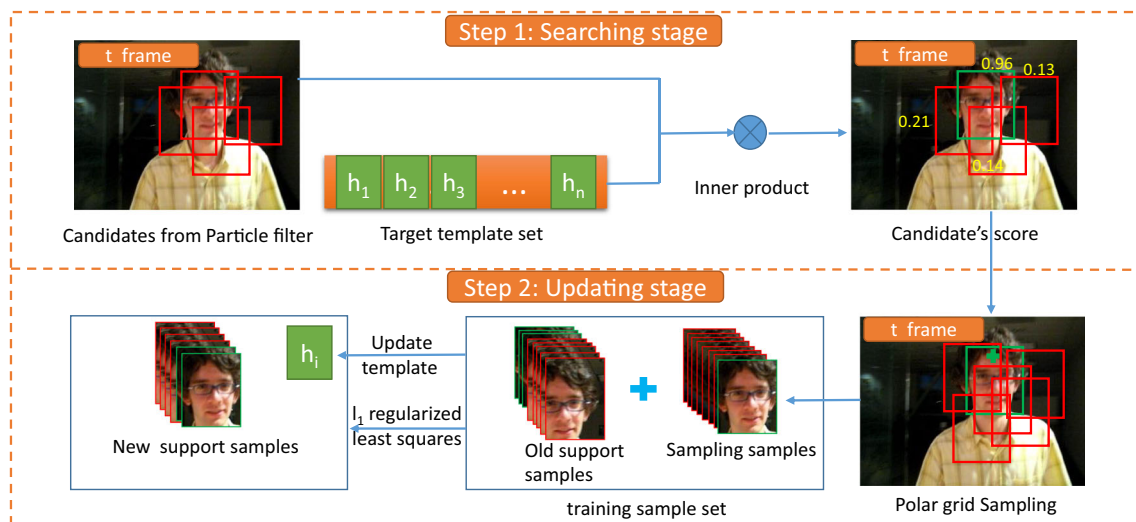 Step 1: Searching stage
t frame
t frame
0.96
0.13
0.21
0.14
h1 h2 h3 ... hn
Inner product
Candidates from Particle filter
Target template set
Candidate's score
Step 2: Updating stage
t frame
hi
Update
template
l1 regularized
least squares
New support samples
Old support
samples
Sampling samples
training sample set
Polar grid Sampling